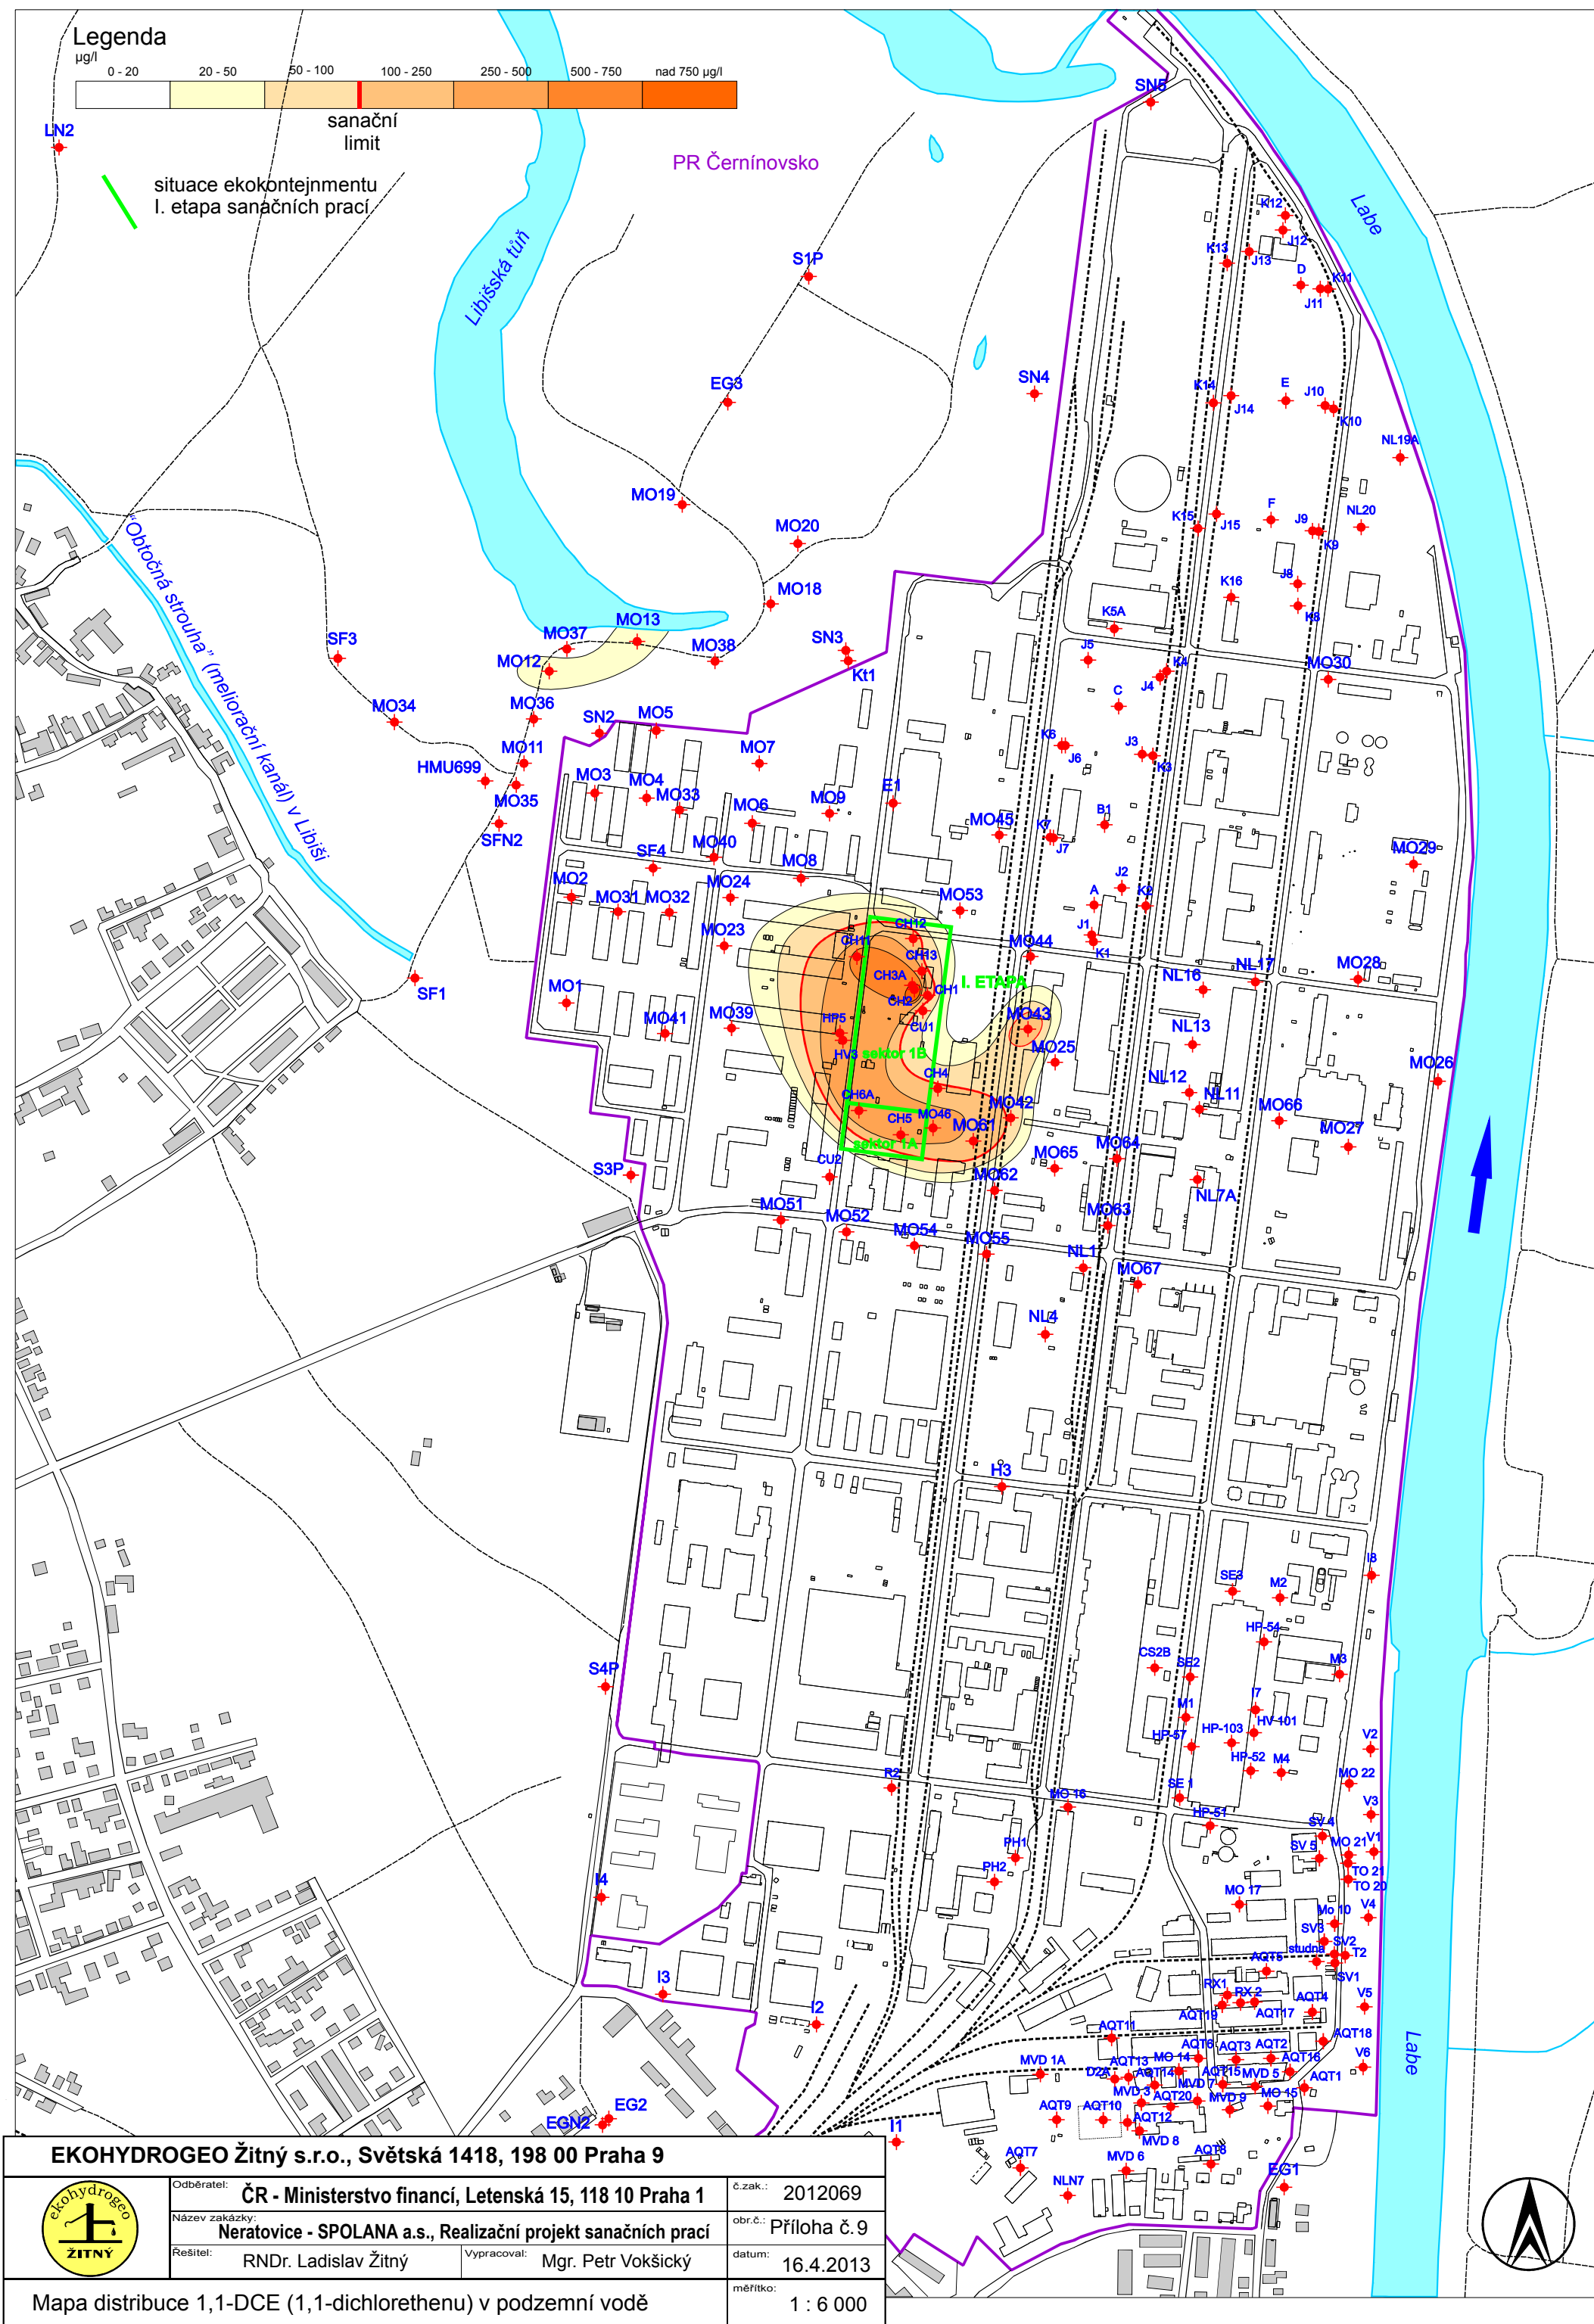 Legenda
µg/l
0 - 20
20 - 50
50 - 100
100 - 250
250 - 500
500 - 750
nad 750 µg/l
sanační
limit
situace ekokontejnmentu
I. etapa sanačních prací
LN2
PR Černínovsko
SN5
Labe
Libišská tůň
S1P
EG3
SN4
MO19
MO20
MO18
K12
J12
K13
J13
D
K11
J11
K14
J14
E
J10
K10
NL19A
K15
J15
F
J9
K9
NL20
J8
K8
K16
K5A
J5
K4
J4
C
MO30
"Obtočná strouha" (meliorační kanál) v Libiši
SF3
MO34
MO37
MO13
MO12
MO38
SN3
Kt1
MO36
SN2
MO5
MO11
HMU699
MO35
SFN2
MO3
MO4
MO33
MO7
MO6
MO9
E1
MO45
K6
J6
J3
K3
K7
J7
B1
MO29
MO40
SF4
MO8
MO24
MO2
MO31
MO32
MO23
MO53
A
J2
K2
J1
K1
MO44
CH12
CH11
CH13
CH3A
CH2
CH1
CU1
I. ETAPA
SF1
MO1
MO41
MO39
HP5
HV3
sektor 1B
MO43
MO25
NL16
NL17
MO28
NL13
NL12
NL11
MO26
MO66
MO27
CH4
CH6A
CH5
MO46
MO61
MO42
sektor 1A
CU2
MO62
MO65
MO64
NL7A
S3P
MO51
MO52
MO54
MO55
MO63
NL1
MO67
NL4
H3
I8
SE3
M2
HP-54
CS2B
SE2
M3
M1
I7
HV-101
HP-103
HP-57
HP-52
M4
V2
MO 22
S4P
R2
MO 16
SE 1
HP-51
V3
SV 4
MO 21
V1
SV 5
TO 21
TO 20
PH1
PH2
I4
MO 17
Mo 10
V4
SV3
SV2
studna
T2
SV1
AQT5
I3
I2
RX1
RX 2
AQT19
AQT17
AQT4
V5
AQT11
AQT18
AQT6
AQT3
AQT2
AQT16
V6
Labe
MVD 1A
AQT13
MO 14
D2A
AQT14
AQT15
MVD 5
AQT1
MVD 7
MVD 3
AQT20
MVD 9
MO 15
AQT9
AQT10
AQT12
MVD 8
EG2
EGN2
I1
AQT7
MVD 6
AQT8
NLN7
EG1
EKOHYDROGEO Žitný s.r.o., Světská 1418, 198 00 Praha 9
ekohydrogeo
ŽITNÝ
Odběratel: ČR - Ministerstvo financí, Letenská 15, 118 10 Praha 1
č.zak.: 2012069
Název zakázky: Neratovice - SPOLANA a.s., Realizační projekt sanačních prací
obr.č.: Příloha č.9
Řešitel: RNDr. Ladislav Žitný
Vypracoval: Mgr. Petr Vokšický
datum: 16.4.2013
Mapa distribuce 1,1-DCE (1,1-dichlorethenu) v podzemní vodě
měřítko: 1 : 6 000